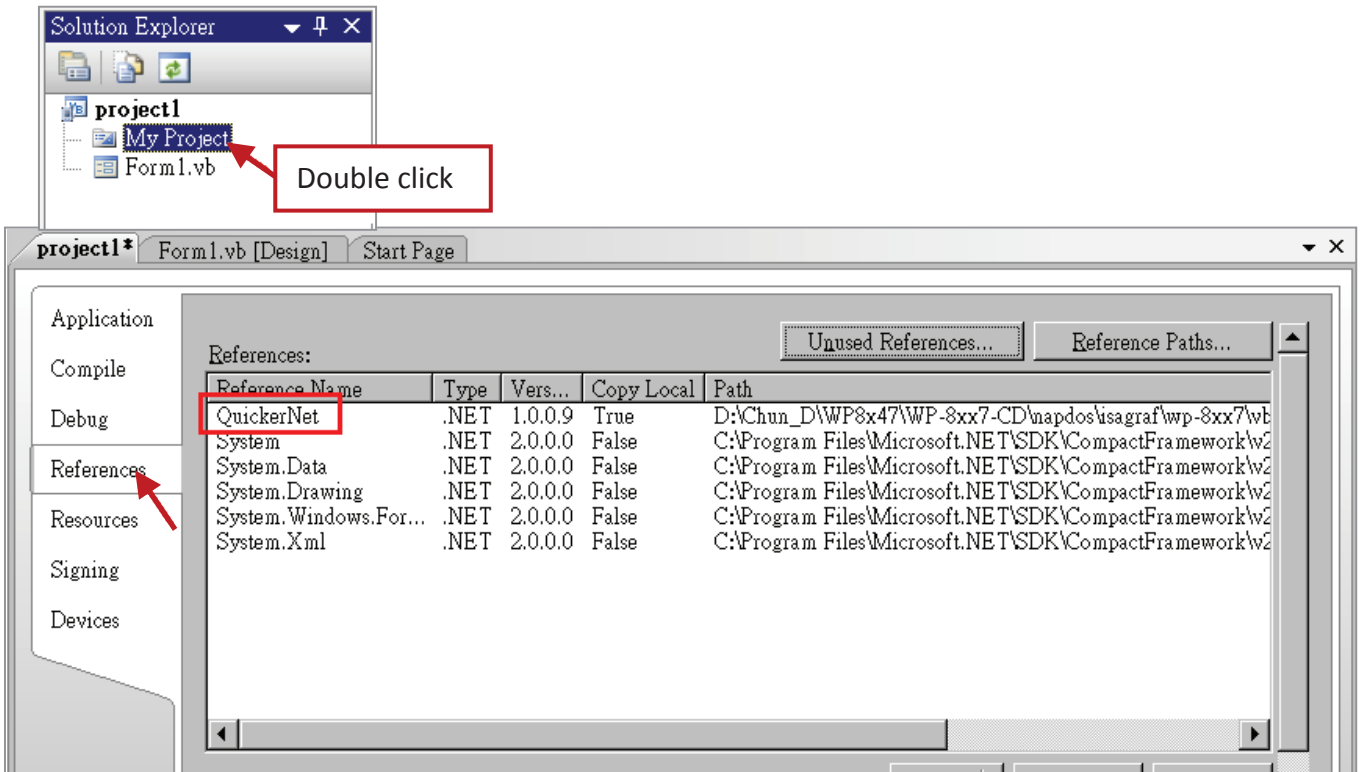 Solution Explorer
project1
My Project
Form1.vb
Double click
project1* Form1.vb [Design] Start Page
Application
Compile
Debug
References
Resources
Signing
Devices
Unused References... Reference Paths...
References:
Reference Name Type Vers... Copy Local Path
QuickerNet .NET 1.0.0.9 True D:\Chun_D\WP8x47\WP-8xx7-CD\napdos\isagraf\wp-8xx7\vb
System .NET 2.0.0.0 False C:\Program Files\Microsoft.NET\SDK\CompactFramework\v2
System.Data .NET 2.0.0.0 False C:\Program Files\Microsoft.NET\SDK\CompactFramework\v2
System.Drawing .NET 2.0.0.0 False C:\Program Files\Microsoft.NET\SDK\CompactFramework\v2
System.Windows.For... .NET 2.0.0.0 False C:\Program Files\Microsoft.NET\SDK\CompactFramework\v2
System.Xml .NET 2.0.0.0 False C:\Program Files\Microsoft.NET\SDK\CompactFramework\v2